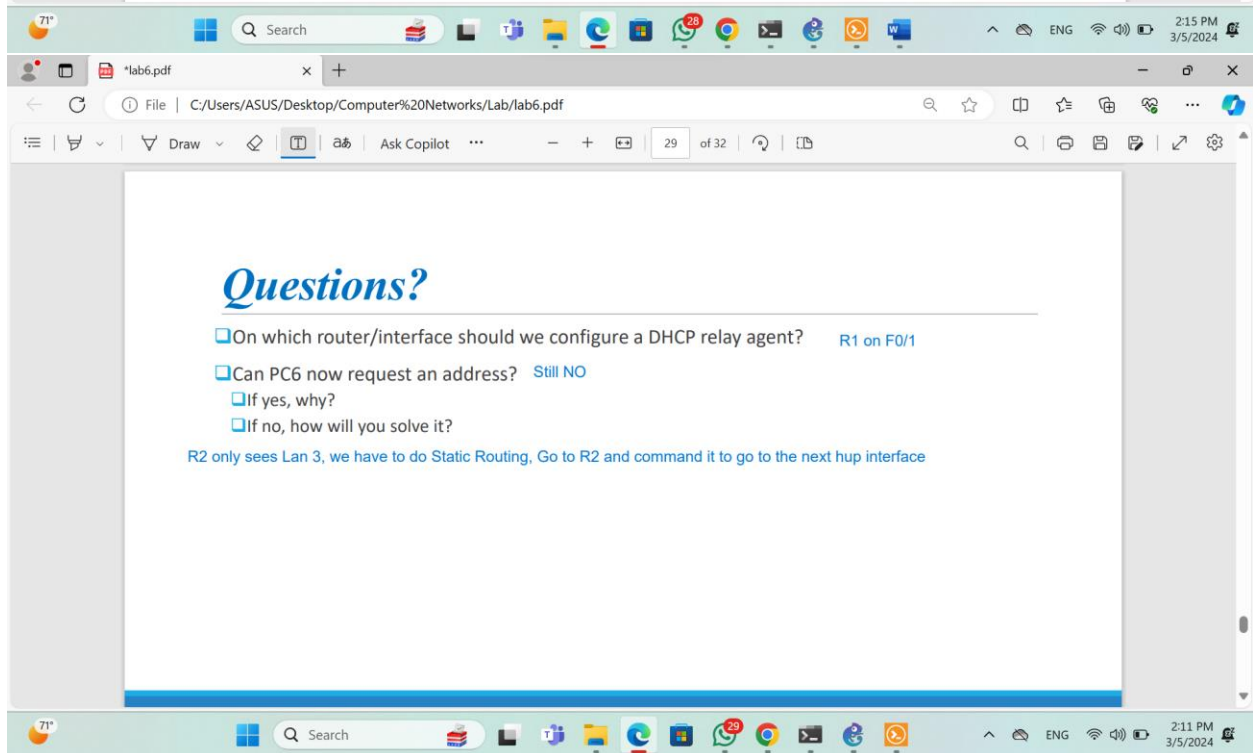 71°
Search
28
ENG
2:15 PM
3/5/2024
*lab6.pdf
File | C:/Users/ASUS/Desktop/Computer%20Networks/Lab/lab6.pdf
Draw
aあ
Ask Copilot
29 of 32
Questions?
On which router/interface should we configure a DHCP relay agent? R1 on F0/1
Can PC6 now request an address? Still NO
If yes, why?
If no, how will you solve it?
R2 only sees Lan 3, we have to do Static Routing, Go to R2 and command it to go to the next hup interface
71°
Search
29
ENG
2:11 PM
3/5/2024